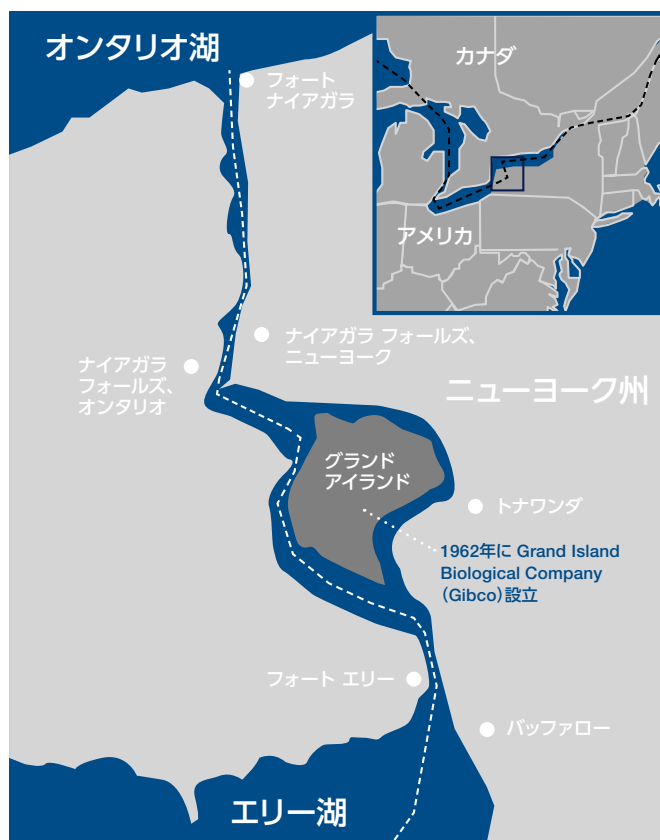 オンタリオ湖
フォート
ナイアガラ
カナダ
アメリカ
ナイアガラ フォールズ、
ニューヨーク
ナイアガラ
フォールズ、
オンタリオ
ニューヨーク州
グランド
アイランド
トナワンダ
1962年に Grand Island
Biological Company
（Gibco）設立
フォート エリー
バッファロー
エリー湖